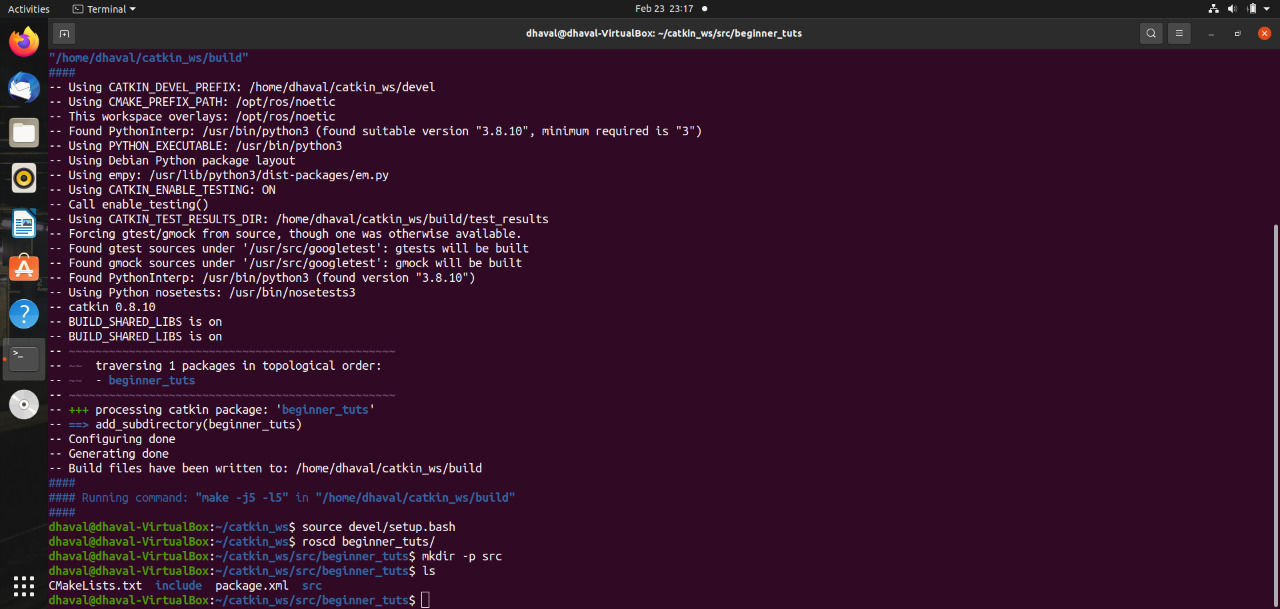 Activities
Terminal
Feb 23 23:17
dhaval@dhaval-VirtualBox: ~/catkin_ws/src/beginner_tuts
"/home/dhaval/catkin_ws/build"
####
-- Using CATKIN_DEVEL_PREFIX: /home/dhaval/catkin_ws/devel
-- Using CMAKE_PREFIX_PATH: /opt/ros/noetic
-- This workspace overlays: /opt/ros/noetic
-- Found PythonInterp: /usr/bin/python3 (found suitable version "3.8.10", minimum required is "3")
-- Using PYTHON_EXECUTABLE: /usr/bin/python3
-- Using Debian Python package layout
-- Using empy: /usr/lib/python3/dist-packages/em.py
-- Using CATKIN_ENABLE_TESTING: ON
-- Call enable_testing()
-- Using CATKIN_TEST_RESULTS_DIR: /home/dhaval/catkin_ws/build/test_results
-- Forcing gtest/gmock from source, though one was otherwise available.
-- Found gtest sources under '/usr/src/googletest': gtests will be built
-- Found gmock sources under '/usr/src/googletest': gmock will be built
-- Found PythonInterp: /usr/bin/python3 (found version "3.8.10")
-- Using Python nosetests: /usr/bin/nosetests3
-- catkin 0.8.10
-- BUILD_SHARED_LIBS is on
-- BUILD_SHARED_LIBS is on
-- ~~~~~~~~~~~~~~~~~~~~~~~~~~~~~~~~~~~~~~~~~~~~~~~~~
-- ~~  traversing 1 packages in topological order:
-- ~~  - beginner_tuts
-- ~~~~~~~~~~~~~~~~~~~~~~~~~~~~~~~~~~~~~~~~~~~~~~~~~
-- +++ processing catkin package: 'beginner_tuts'
-- ==> add_subdirectory(beginner_tuts)
-- Configuring done
-- Generating done
-- Build files have been written to: /home/dhaval/catkin_ws/build
####
#### Running command: "make -j5 -l5" in "/home/dhaval/catkin_ws/build"
####
dhaval@dhaval-VirtualBox:~/catkin_ws$ source devel/setup.bash
dhaval@dhaval-VirtualBox:~/catkin_ws$ roscd beginner_tuts/
dhaval@dhaval-VirtualBox:~/catkin_ws/src/beginner_tuts$ mkdir -p src
dhaval@dhaval-VirtualBox:~/catkin_ws/src/beginner_tuts$ ls
CMakeLists.txt  include  package.xml  src
dhaval@dhaval-VirtualBox:~/catkin_ws/src/beginner_tuts$